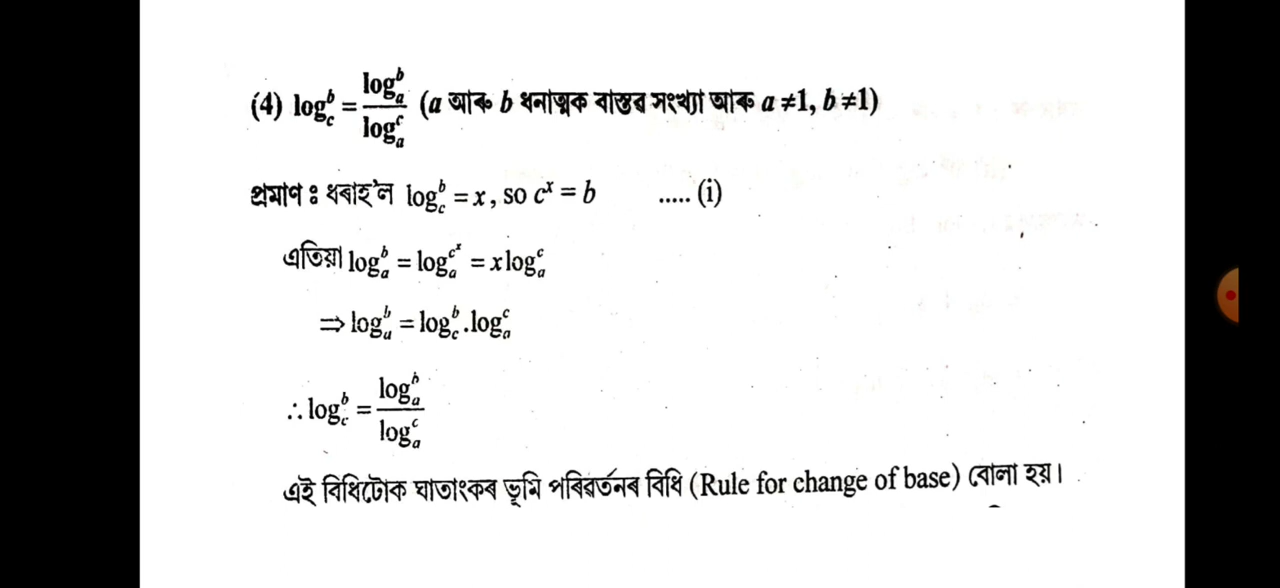 (4) log_c^b = log_a^b / log_a^c (a আৰু b ধনাত্মক বাস্তৱ সংখ্যা আৰু a ≠1, b ≠1)
প্ৰমাণ ঃ ধৰাহ'ল log_c^b = x, so c^x = b ..... (i)
এতিয়া log_a^b = log_a^{c^x} = x log_a^c
⇒ log_a^b = log_c^b . log_a^c
∴ log_c^b = log_a^b / log_a^c
এই বিধিটোক ঘাতাংকৰ ভূমি পৰিৱৰ্তনৰ বিধি (Rule for change of base) বোলা হয়।